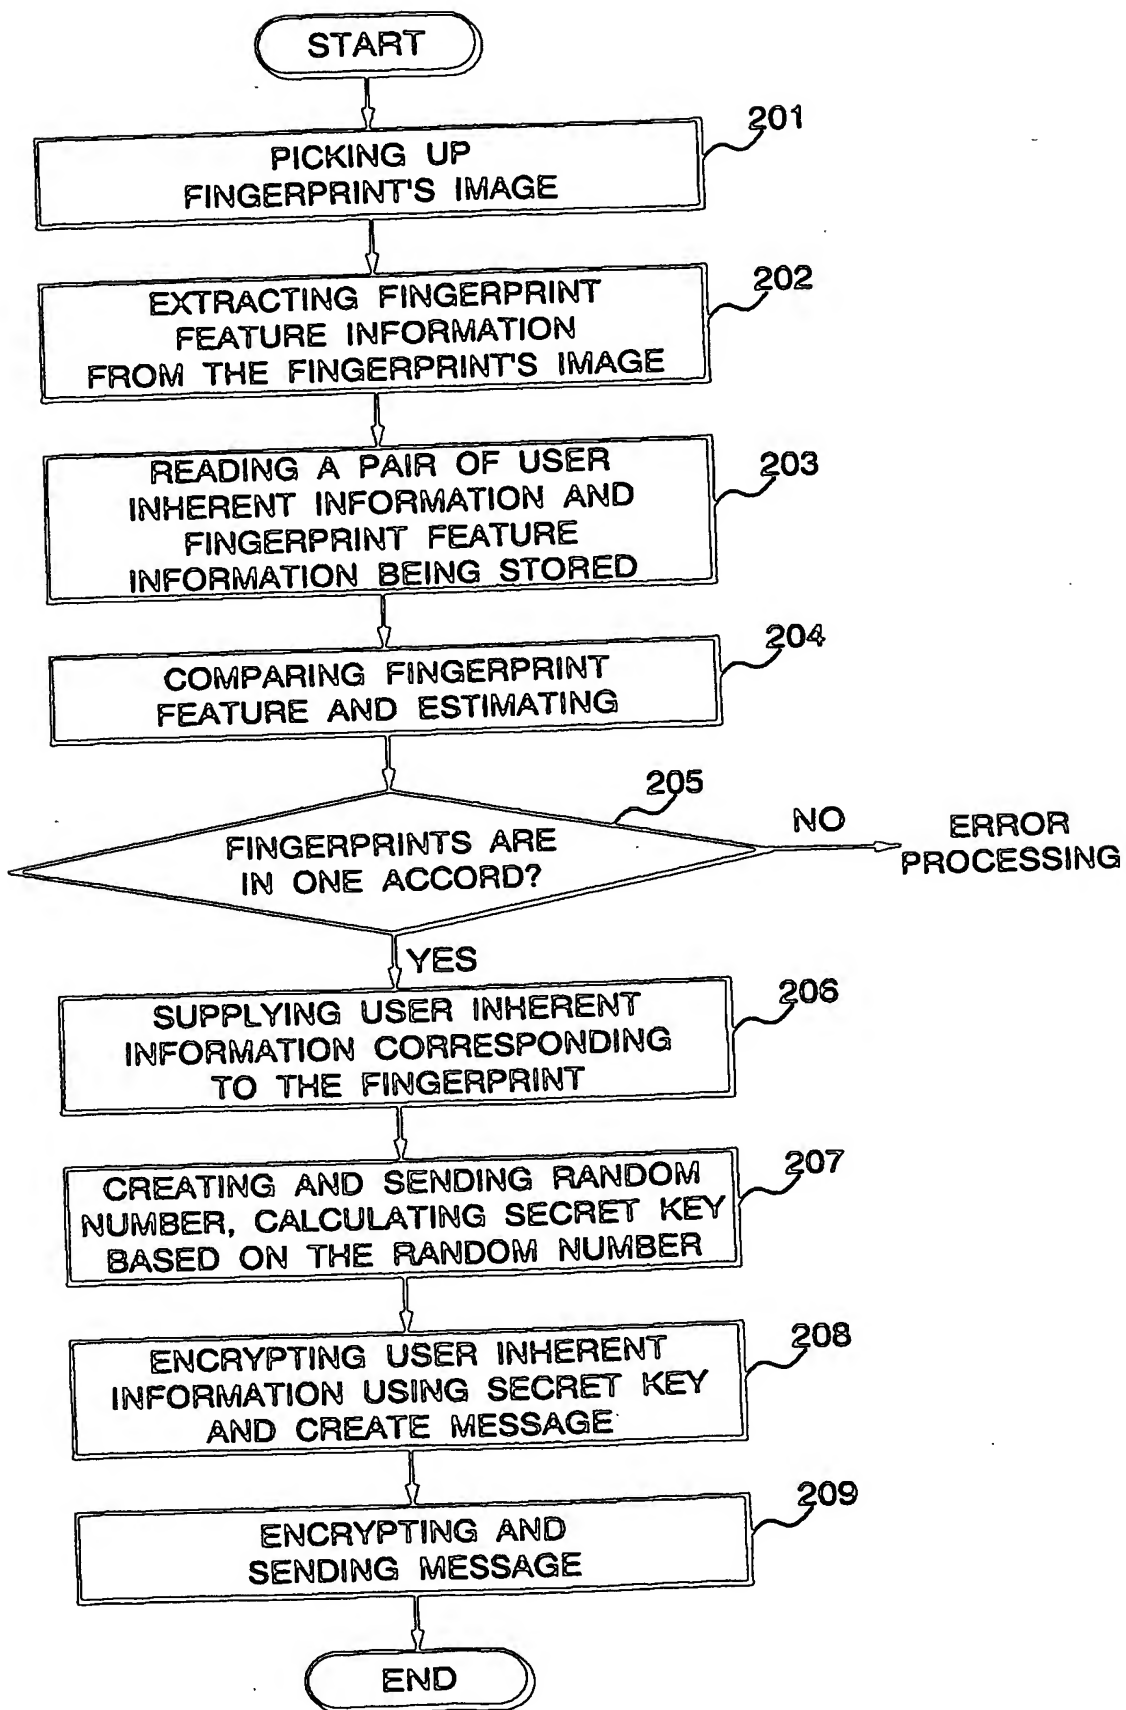 START
201
PICKING UP
FINGERPRINT'S IMAGE
202
EXTRACTING FINGERPRINT
FEATURE INFORMATION
FROM THE FINGERPRINT'S IMAGE
203
READING A PAIR OF USER
INHERENT INFORMATION AND
FINGERPRINT FEATURE
INFORMATION BEING STORED
204
COMPARING FINGERPRINT
FEATURE AND ESTIMATING
205
FINGERPRINTS ARE
IN ONE ACCORD?
NO
ERROR
PROCESSING
YES
206
SUPPLYING USER INHERENT
INFORMATION CORRESPONDING
TO THE FINGERPRINT
207
CREATING AND SENDING RANDOM
NUMBER, CALCULATING SECRET KEY
BASED ON THE RANDOM NUMBER
208
ENCRYPTING USER INHERENT
INFORMATION USING SECRET KEY
AND CREATE MESSAGE
209
ENCRYPTING AND
SENDING MESSAGE
END